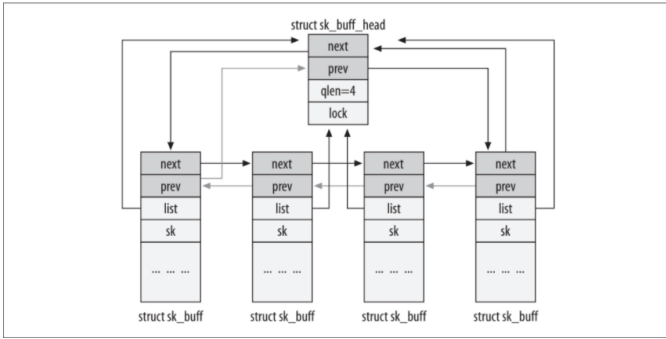 struct sk_buff_head
next
prev
qlen=4
lock
next next next next
prev prev prev prev
list list list list
sk sk sk sk
... ... ... ... ... ... ... ... ... ... ... ...
struct sk_buff struct sk_buff struct sk_buff struct sk_buff